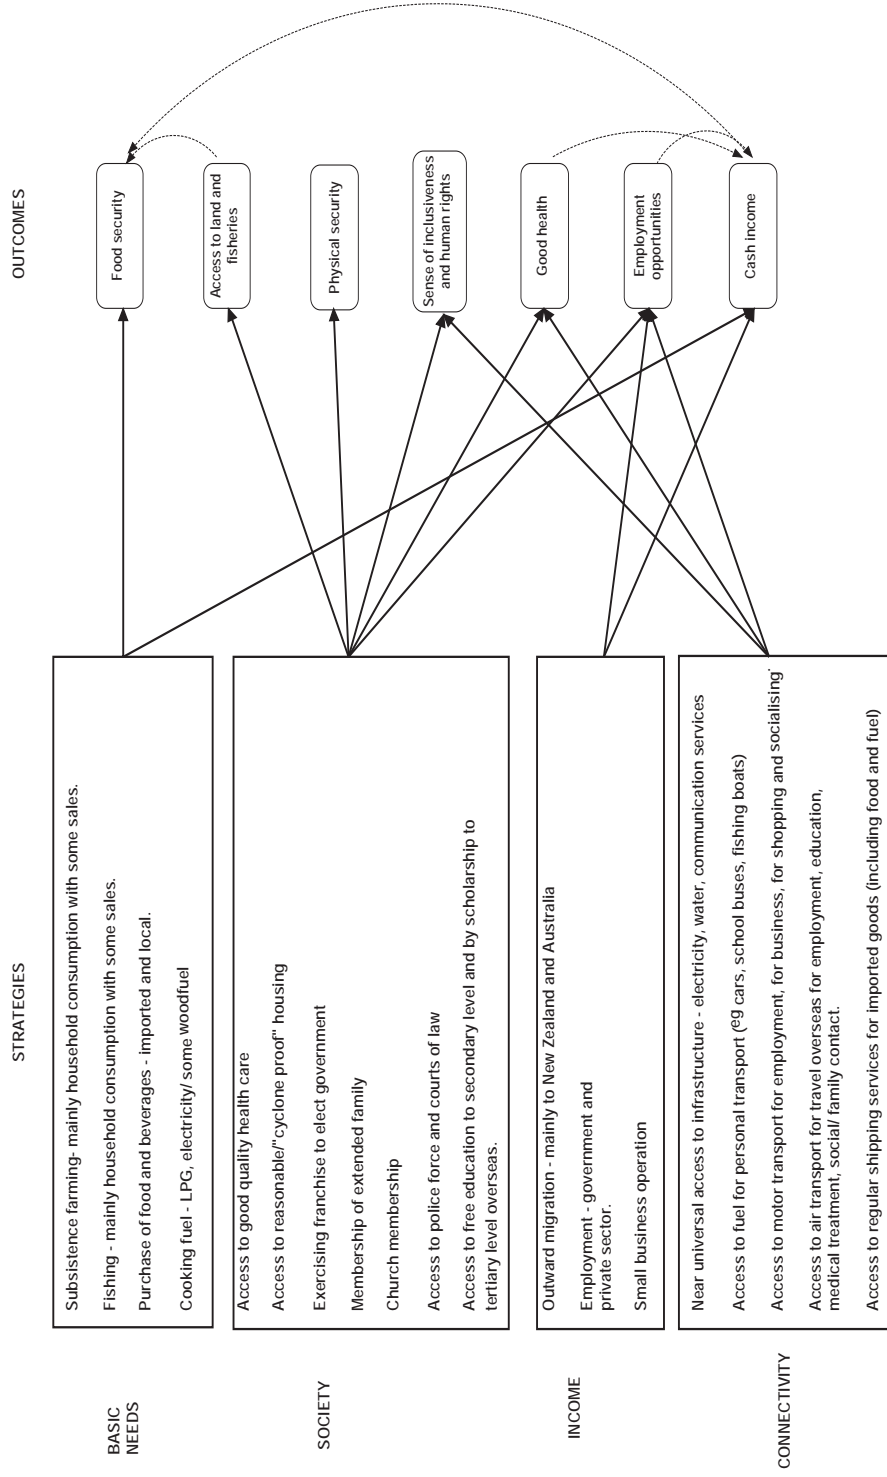 STRATEGIES
OUTCOMES
BASIC
NEEDS
Subsistence farming- mainly household consumption with some sales.
Fishing - mainly household consumption with some sales.
Purchase of food and beverages - imported and local.
Cooking fuel - LPG, electricity/ some woodfuel
SOCIETY
Access to good quality health care
Access to reasonable/"cyclone proof" housing
Exercising franchise to elect government
Membership of extended family
Church membership
Access to police force and courts of law
Access to free education to secondary level and by scholarship to
tertiary level overseas.
INCOME
Outward migration - mainly to New Zealand and Australia
Employment - government and
private sector.
Small business operation
CONNECTIVITY
Near universal access to infrastructure - electricity, water, communication services
Access to fuel for personal transport (eg cars, school buses, fishing boats)
Access to motor transport for employment, for business, for shopping and socialising
Access to air transport for travel overseas for employment, education,
medical treatment, social/ family contact.
Access to regular shipping services for imported goods (including food and fuel)
Food security
Access to land and
fisheries
Physical security
Sense of inclusiveness
and human rights
Good health
Employment
opportunities
Cash income